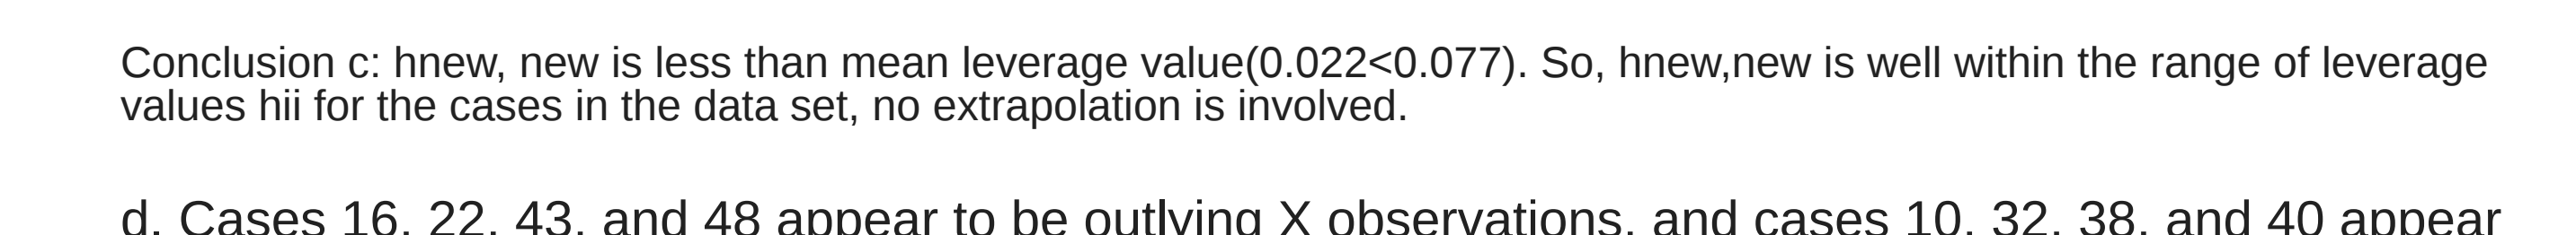 Conclusion c: hnew, new is less than mean leverage value(0.022<0.077). So, hnew,new is well within the range of leverage
values hii for the cases in the data set, no extrapolation is involved.
d. Cases 16, 22, 43, and 48 appear to be outlying X observations, and cases 10, 32, 38, and 40 appear